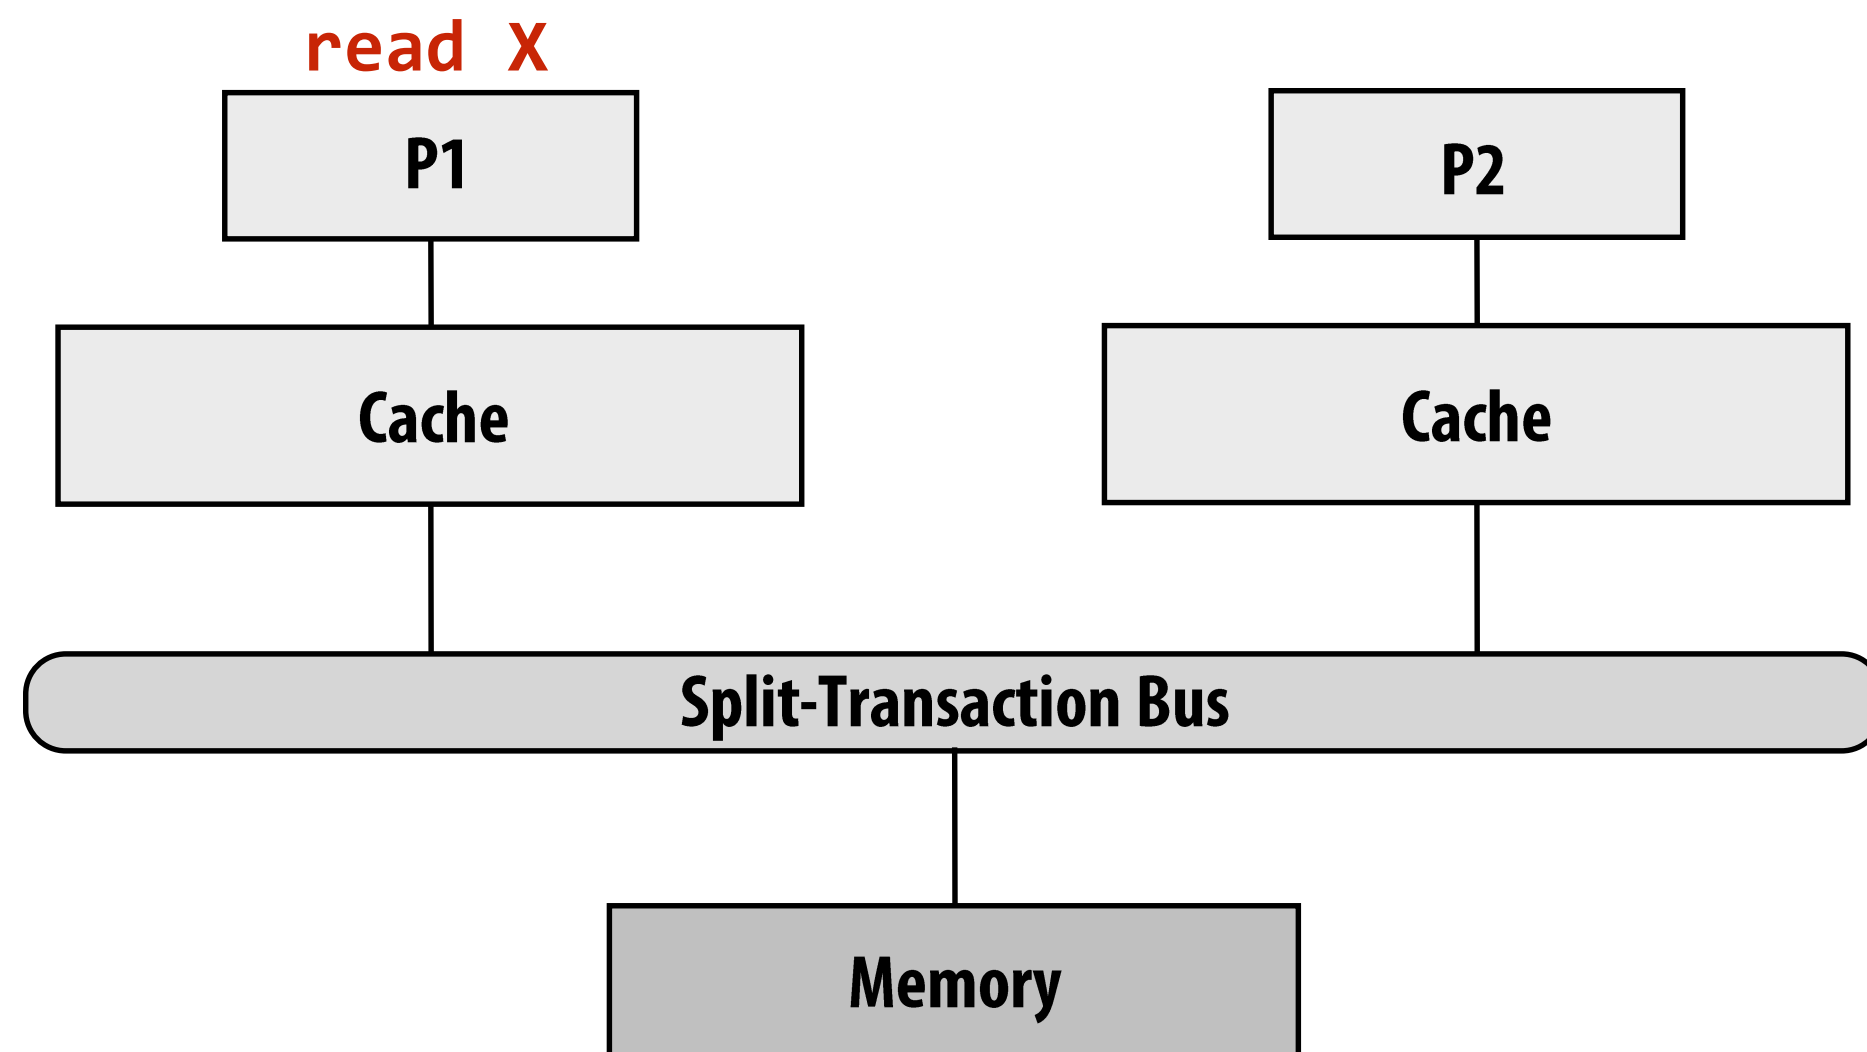 read X
P1
P2
Cache
Cache
Split-Transaction Bus
Memory